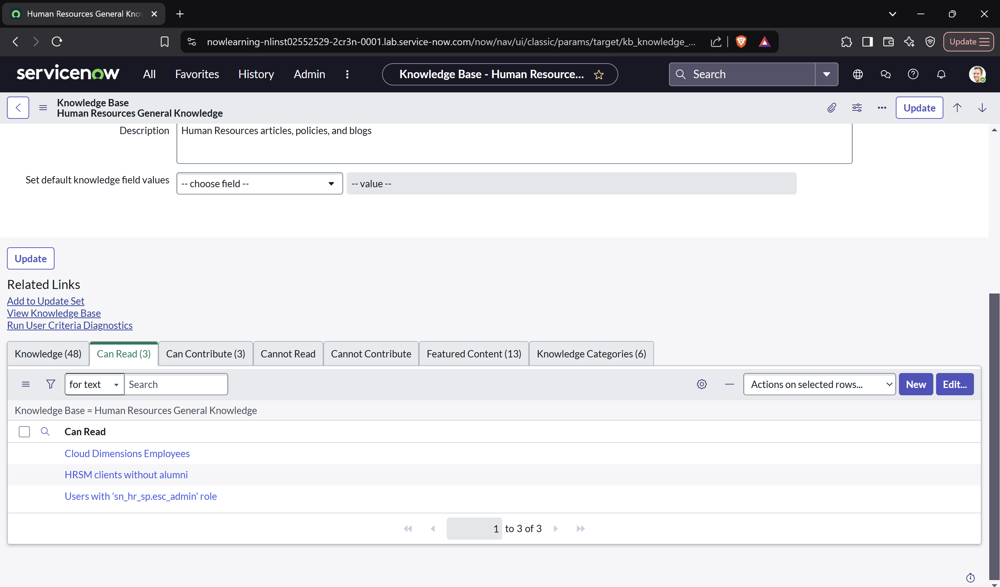 Human Resources General Kno
nowlearning-nlinst02552529-2cr3n-0001.lab.service-now.com/now/nav/ui/classic/params/target/kb_knowledge_...
Update
servicenow
All
Favorites
History
Admin
Knowledge Base - Human Resource...
Search
Knowledge Base
Human Resources General Knowledge
Update
Description
Human Resources articles, policies, and blogs
Set default knowledge field values
-- choose field --
-- value --
Update
Related Links
Add to Update Set
View Knowledge Base
Run User Criteria Diagnostics
Knowledge (48)
Can Read (3)
Can Contribute (3)
Cannot Read
Cannot Contribute
Featured Content (13)
Knowledge Categories (6)
for text
Search
Actions on selected rows...
New
Edit...
Knowledge Base = Human Resources General Knowledge
Can Read
Cloud Dimensions Employees
HRSM clients without alumni
Users with 'sn_hr_sp.esc_admin' role
1 to 3 of 3